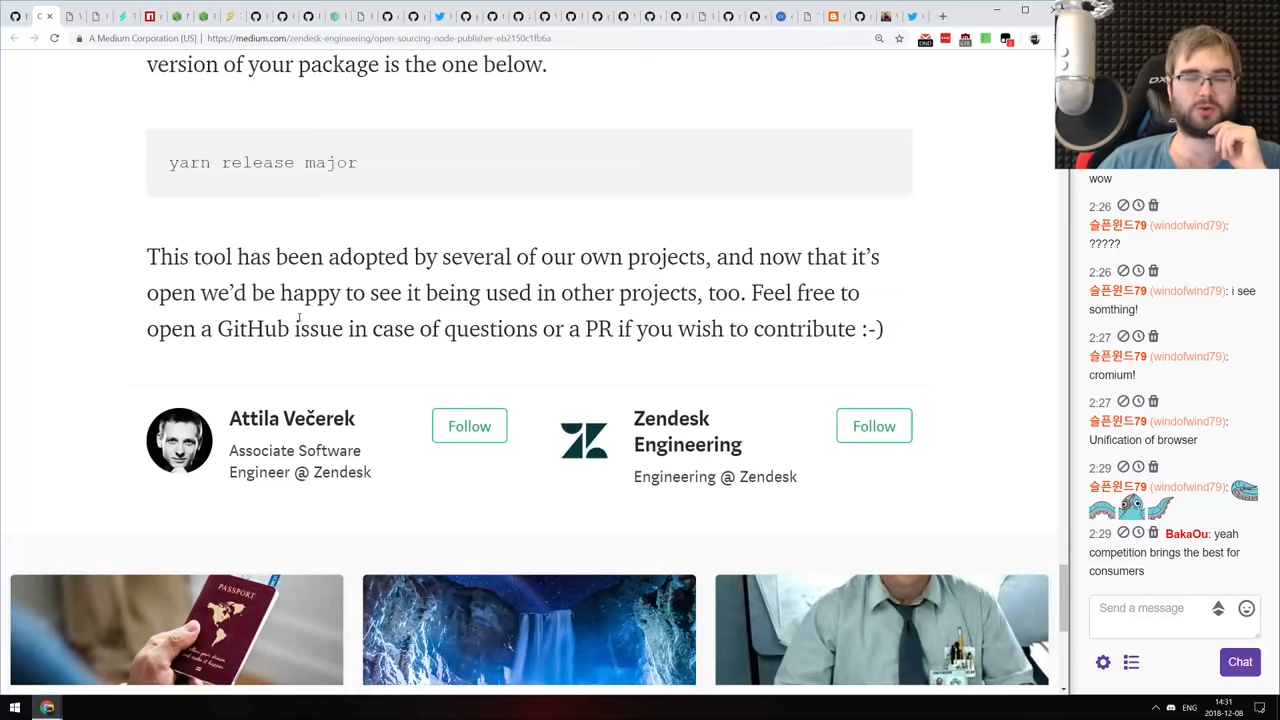 A Medium Corporation [US] | https://medium.com/zendesk-engineering/open-sourcing-node-publisher-eb2150c1fb6a
DND
618
2
version of your package is the one below.
yarn release major
This tool has been adopted by several of our own projects, and now that it's
open we'd be happy to see it being used in other projects, too. Feel free to
open a GitHub issue in case of questions or a PR if you wish to contribute :-)
Attila Večerek
Follow
Associate Software
Engineer @ Zendesk
Zendesk
Engineering
Follow
Engineering @ Zendesk
PASSPORT
wow
2:26
슬픈윈드79 (windofwind79):
?????
2:26
슬픈윈드79 (windofwind79): i see
somthing!
2:27
슬픈윈드79 (windofwind79):
cromium!
2:27
슬픈윈드79 (windofwind79):
Unification of browser
2:29
슬픈윈드79 (windofwind79):
2:29 BakaOu: yeah
competition brings the best for
consumers
Send a message
Chat
ENG
14:31
2018-12-08